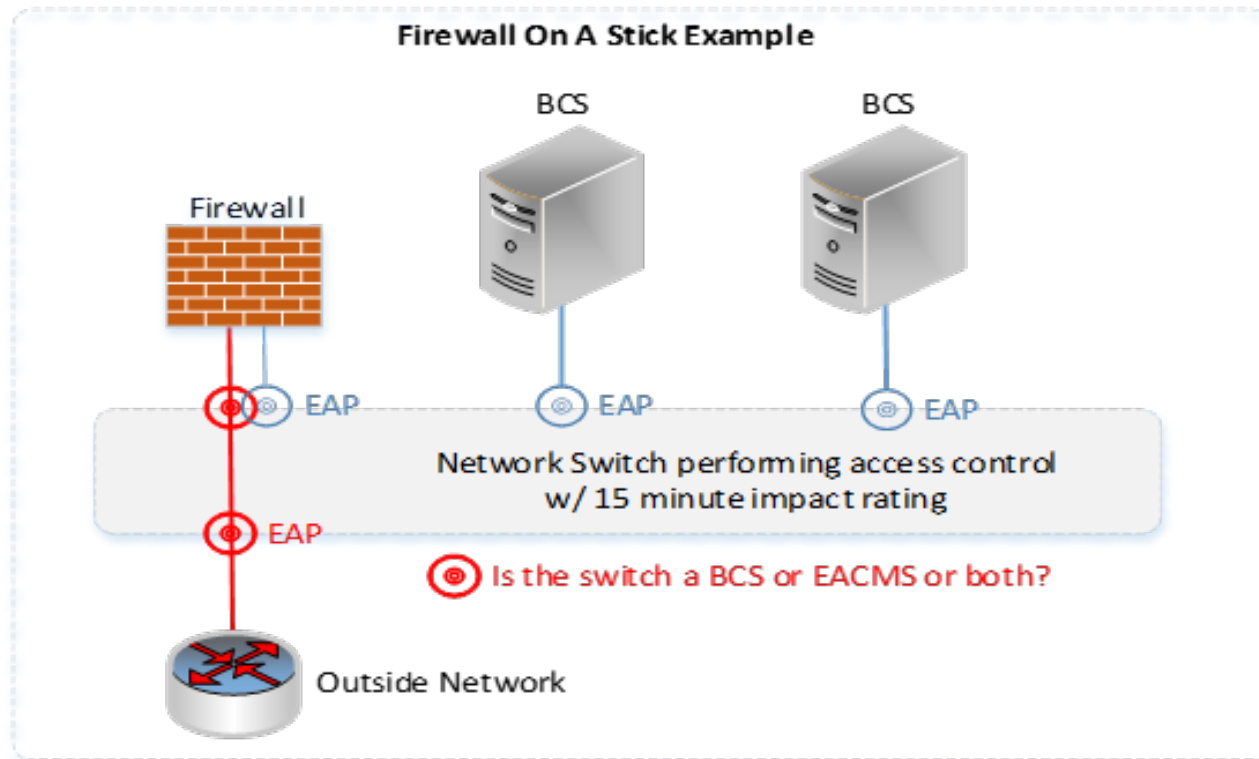 Firewall On A Stick Example
BCS
BCS
Firewall
EAP
EAP
EAP
Network Switch performing access control
w/ 15 minute impact rating
EAP
Is the switch a BCS or EACMS or both?
Outside Network